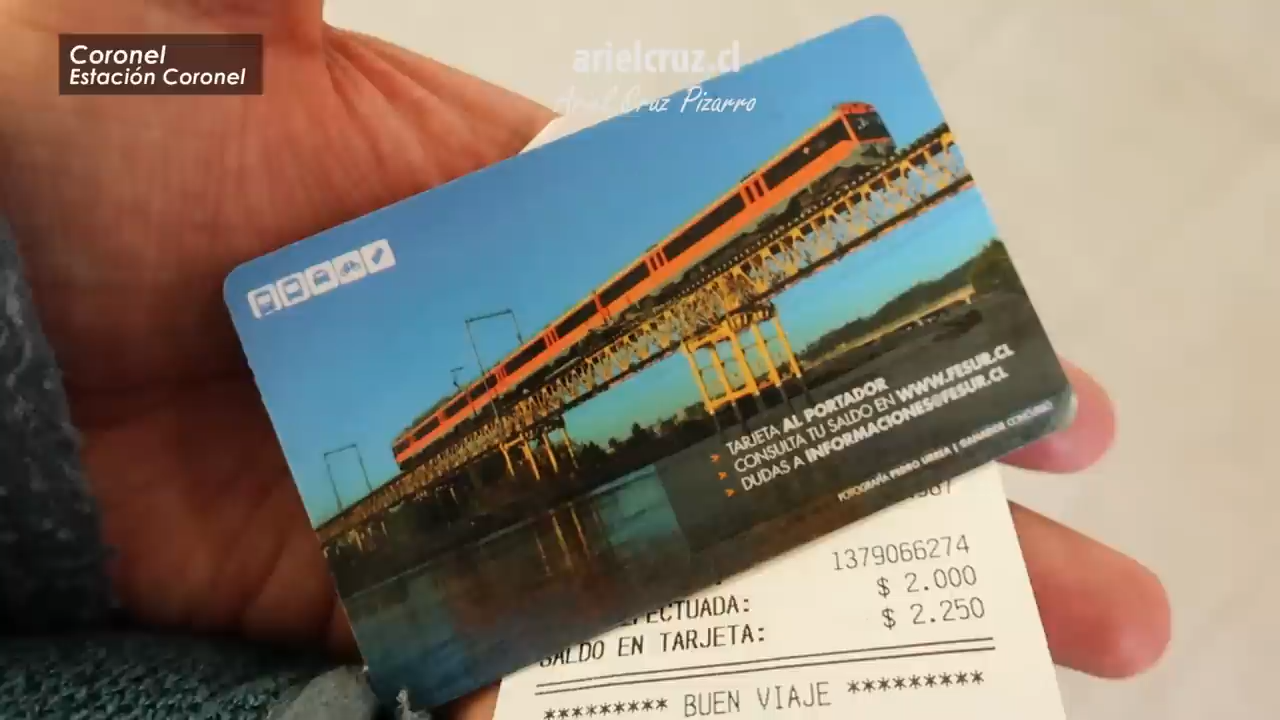 Coronel
Estación Coronel
arielcruz.cl
Ariel Cruz Pizarro
TARJETA AL PORTADOR
CONSULTA TU SALDO EN WWW.FESUR.CL
DUDAS A INFORMACIONES@FESUR.CL
FOTOGRAFÍA PEDRO URREA | GANADOR CONCURSO
1379066274
EFECTUADA: $ 2.000
SALDO EN TARJETA: $ 2.250
********* BUEN VIAJE *********